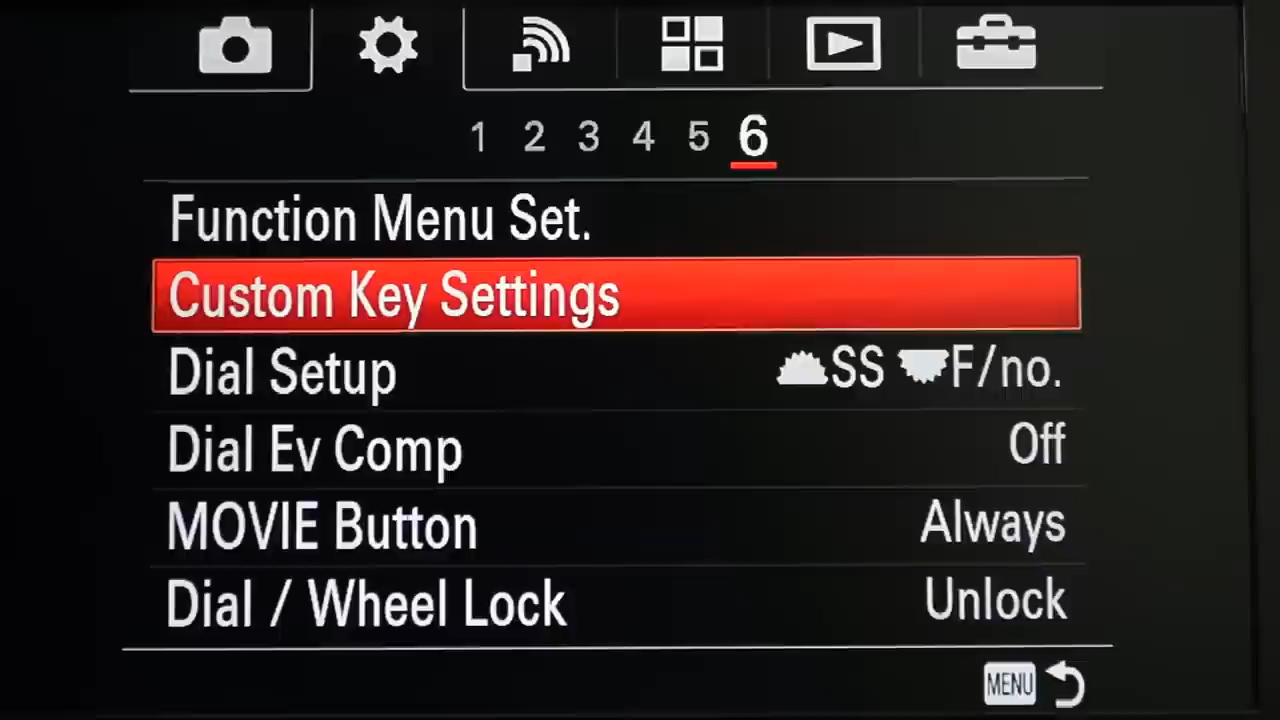 1 2 3 4 5 6
Function Menu Set.
Custom Key Settings
Dial Setup SS F/no.
Dial Ev Comp Off
MOVIE Button Always
Dial / Wheel Lock Unlock
MENU